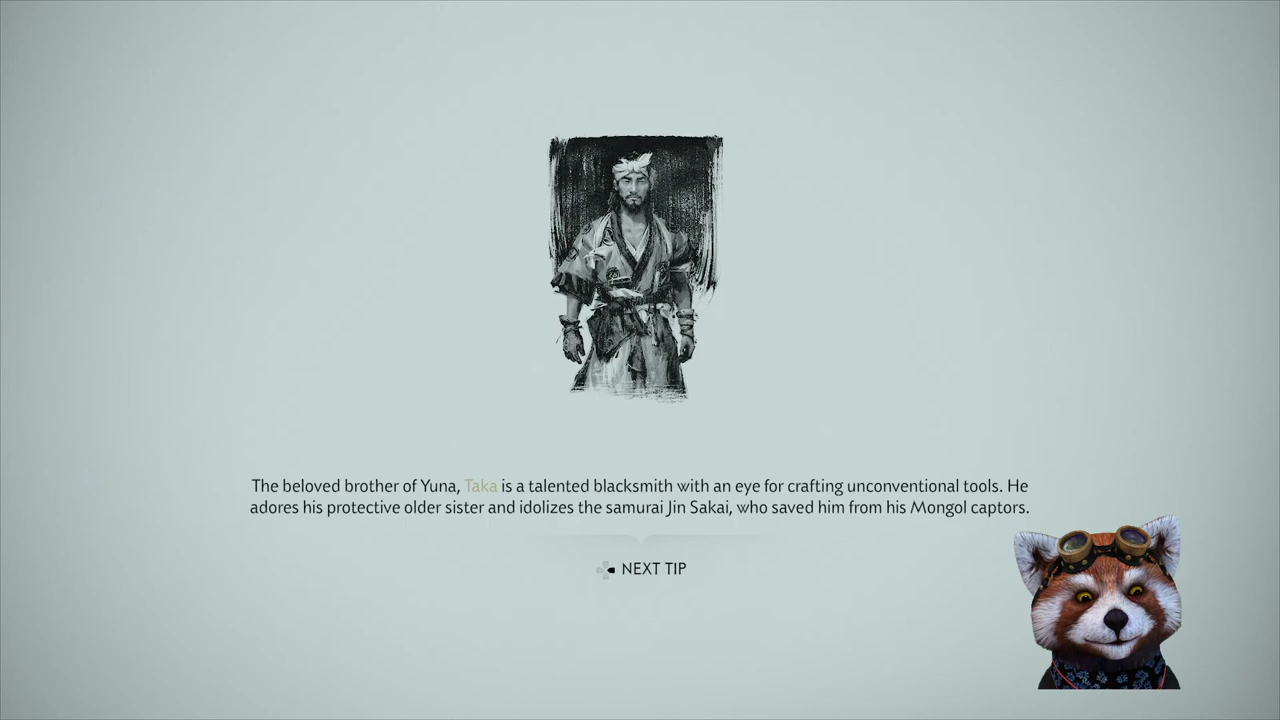 The beloved brother of Yuna, Taka is a talented blacksmith with an eye for crafting unconventional tools. He
adores his protective older sister and idolizes the samurai Jin Sakai, who saved him from his Mongol captors.
NEXT TIP